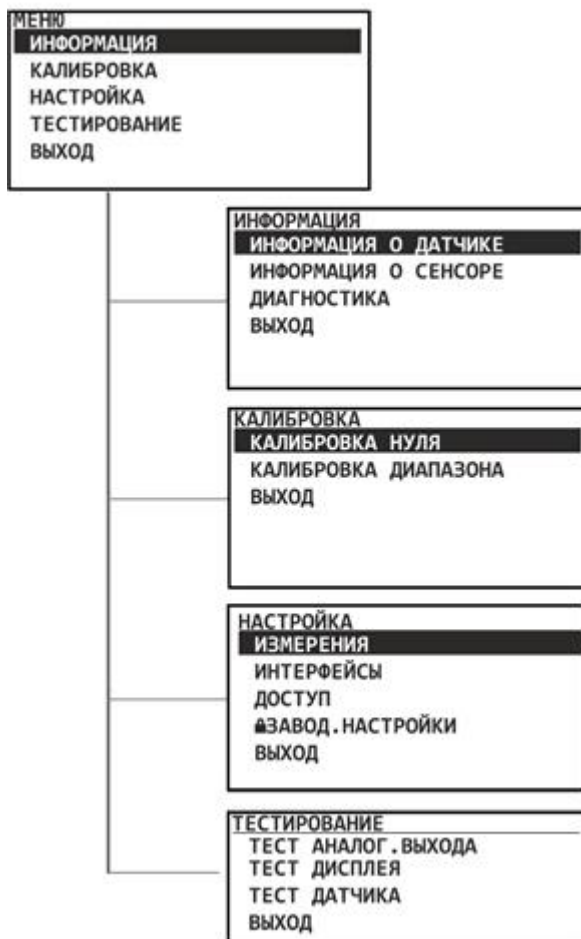 МЕНЮ
ИНФОРМАЦИЯ
КАЛИБРОВКА
НАСТРОЙКА
ТЕСТИРОВАНИЕ
ВЫХОД
ИНФОРМАЦИЯ
ИНФОРМАЦИЯ О ДАТЧИКЕ
ИНФОРМАЦИЯ О СЕНСОРЕ
ДИАГНОСТИКА
ВЫХОД
КАЛИБРОВКА
КАЛИБРОВКА НУЛЯ
КАЛИБРОВКА ДИАПАЗОНА
ВЫХОД
НАСТРОЙКА
ИЗМЕРЕНИЯ
ИНТЕРФЕЙСЫ
ДОСТУП
ЗАВОД.НАСТРОЙКИ
ВЫХОД
ТЕСТИРОВАНИЕ
ТЕСТ АНАЛОГ.ВЫХОДА
ТЕСТ ДИСПЛЕЯ
ТЕСТ ДАТЧИКА
ВЫХОД